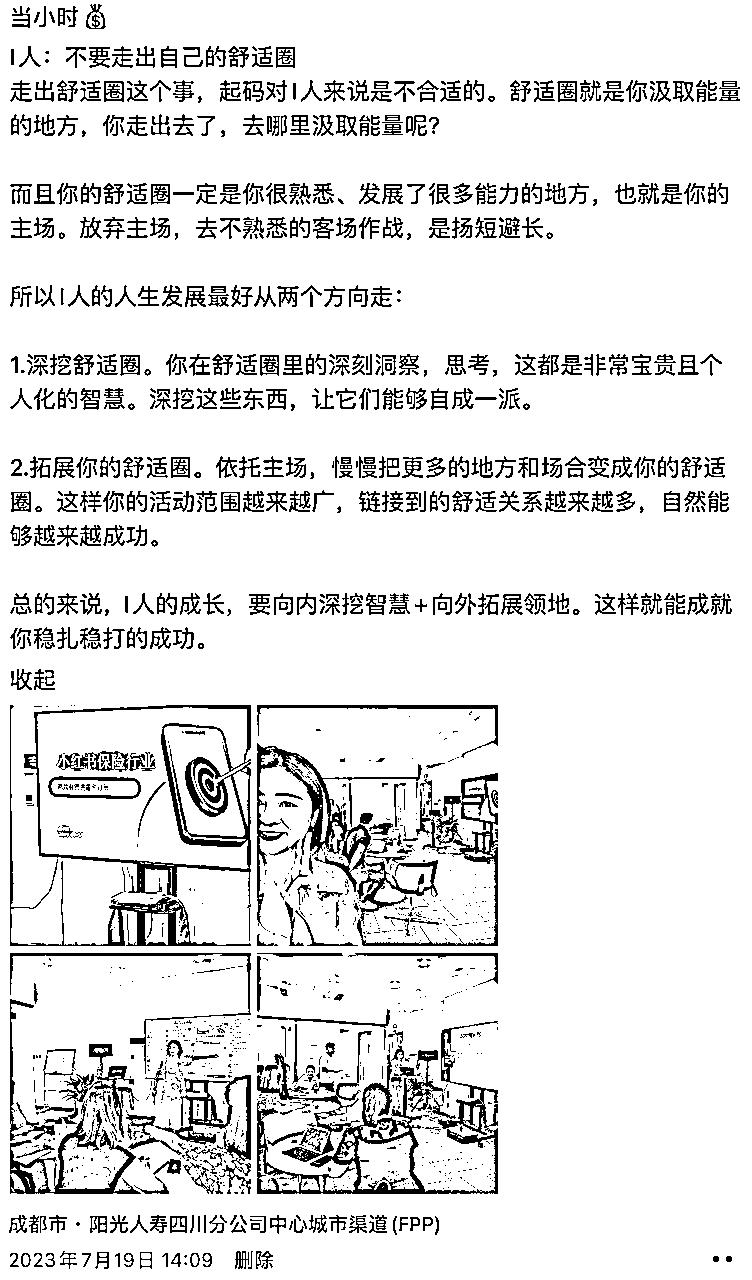 当小时💰
I人：不要走出自己的舒适圈
走出舒适圈这个事，起码对I人来说是不合适的。舒适圈就是你汲取能量
的地方，你走出去了，去哪里汲取能量呢？
而且你的舒适圈一定是你很熟悉、发展了很多能力的地方，也就是你的
主场。放弃主场，去不熟悉的客场作战，是扬短避长。
所以I人的人生发展最好从两个方向走：
1.深挖舒适圈。你在舒适圈里的深刻洞察，思考，这都是非常宝贵且个
人化的智慧。深挖这些东西，让它们能够自成一派。
2.拓展你的舒适圈。依托主场，慢慢把更多的地方和场合变成你的舒适
圈。这样你的活动范围越来越广，链接到的舒适关系越来越多，自然能
够越来越成功。
总的来说，I人的成长，要向内深挖智慧+向外拓展领地。这样就能成就
你稳扎稳打的成功。
收起
小红书保险行业
成都市·阳光人寿四川分公司中心城市渠道(FPP)
2023年7月19日 14:09 删除